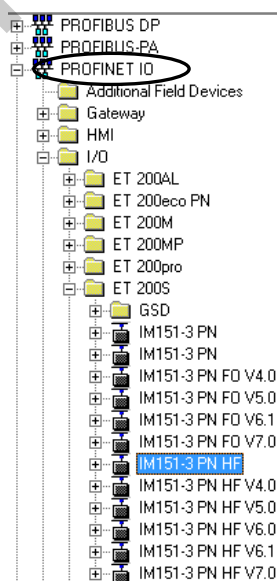 PROFIBUS DP
PROFIBUS-PA
PROFINET IO
Additional Field Devices
Gateway
HMI
I/O
ET 200AL
ET 200eco PN
ET 200M
ET 200MP
ET 200pro
ET 200S
GSD
IM151-3 PN
IM151-3 PN
IM151-3 PN FO V4.0
IM151-3 PN FO V5.0
IM151-3 PN FO V6.1
IM151-3 PN FO V7.0
IM151-3 PN HF
IM151-3 PN HF V4.0
IM151-3 PN HF V5.0
IM151-3 PN HF V6.0
IM151-3 PN HF V6.1
IM151-3 PN HF V7.0